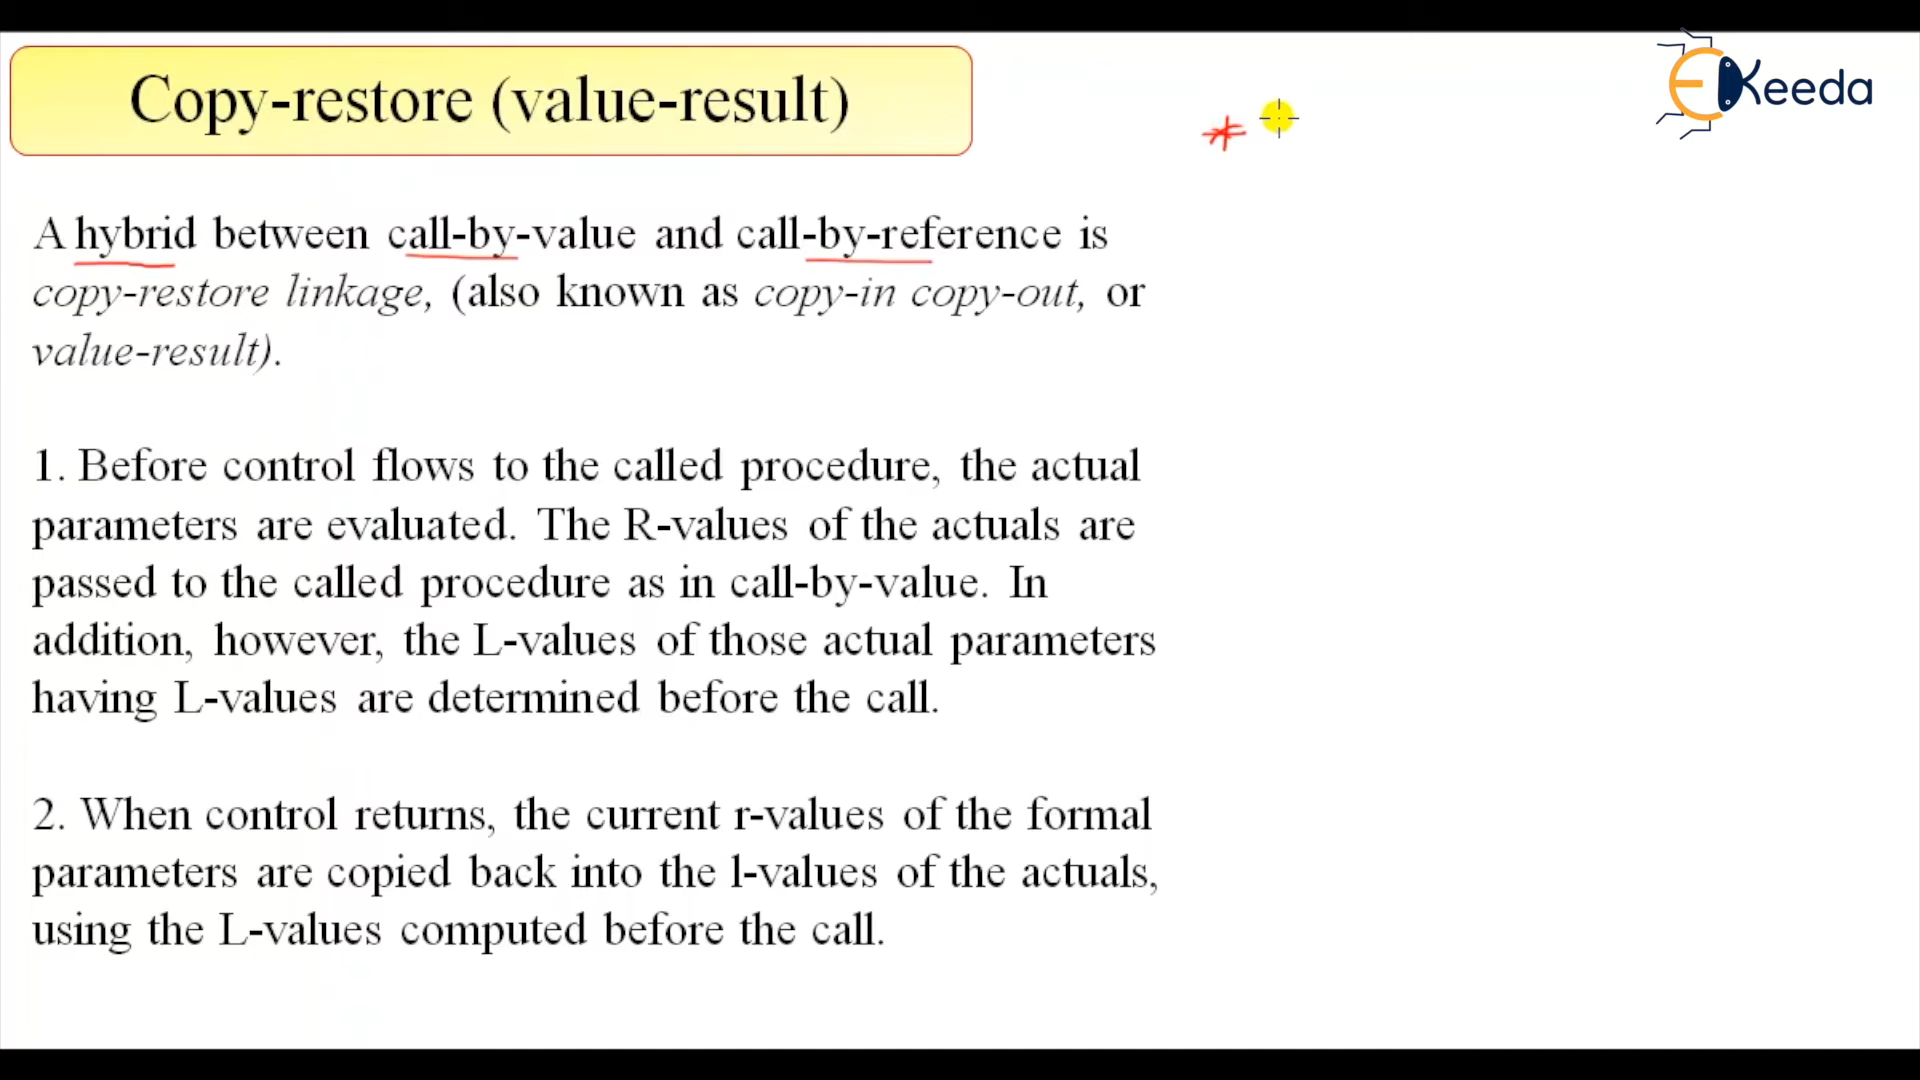 Copy-restore (value-result)
EKeeda
*
A hybrid between call-by-value and call-by-reference is
copy-restore linkage, (also known as copy-in copy-out, or
value-result).
1. Before control flows to the called procedure, the actual
parameters are evaluated. The R-values of the actuals are
passed to the called procedure as in call-by-value. In
addition, however, the L-values of those actual parameters
having L-values are determined before the call.
2. When control returns, the current r-values of the formal
parameters are copied back into the l-values of the actuals,
using the L-values computed before the call.